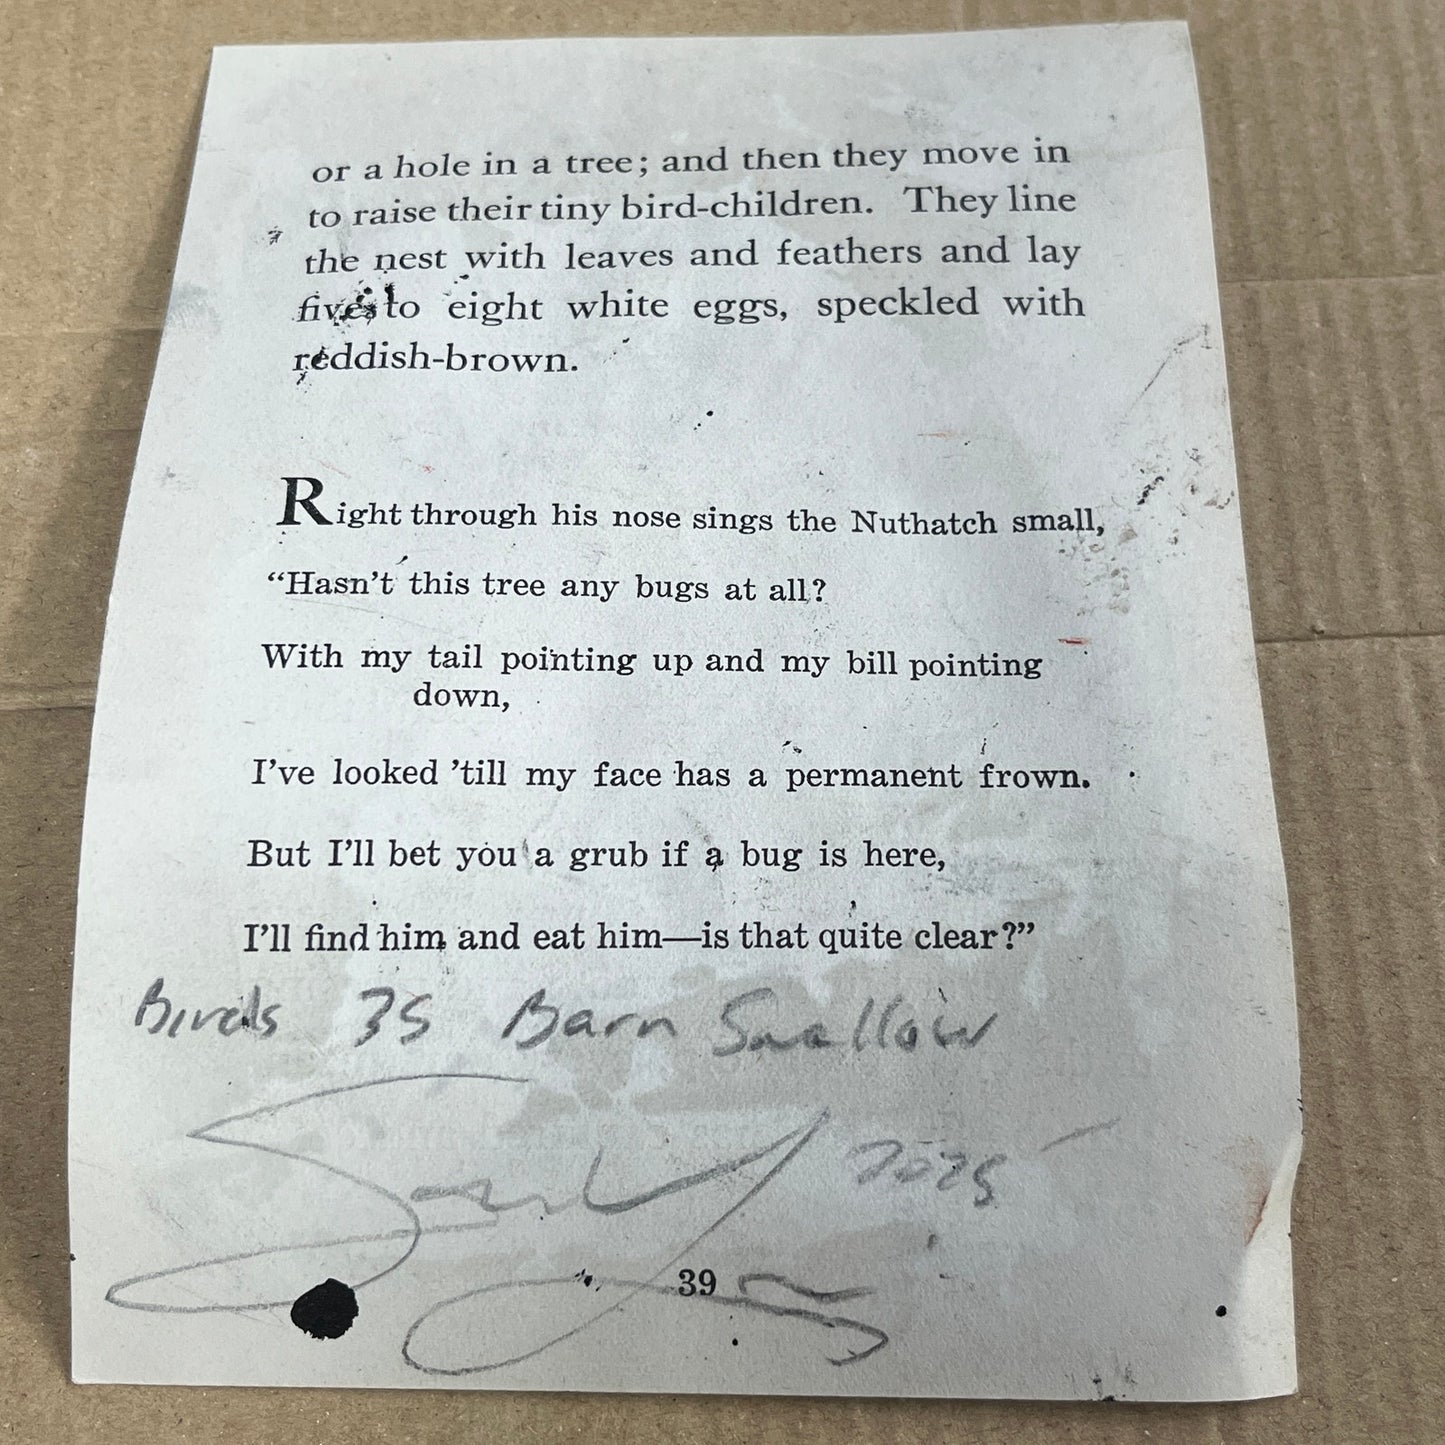 or a hole in a tree; and then they move in
to raise their tiny bird-children. They line
the nest with leaves and feathers and lay
five to eight white eggs, speckled with
reddish-brown.
Right through his nose sings the Nuthatch small,
“Hasn’t this tree any bugs at all?
With my tail pointing up and my bill pointing
down,
I’ve looked ’till my face has a permanent frown.
But I’ll bet you a grub if a bug is here,
I’ll find him and eat him—is that quite clear?”
Birds 35 Barn Swallow
2025
39